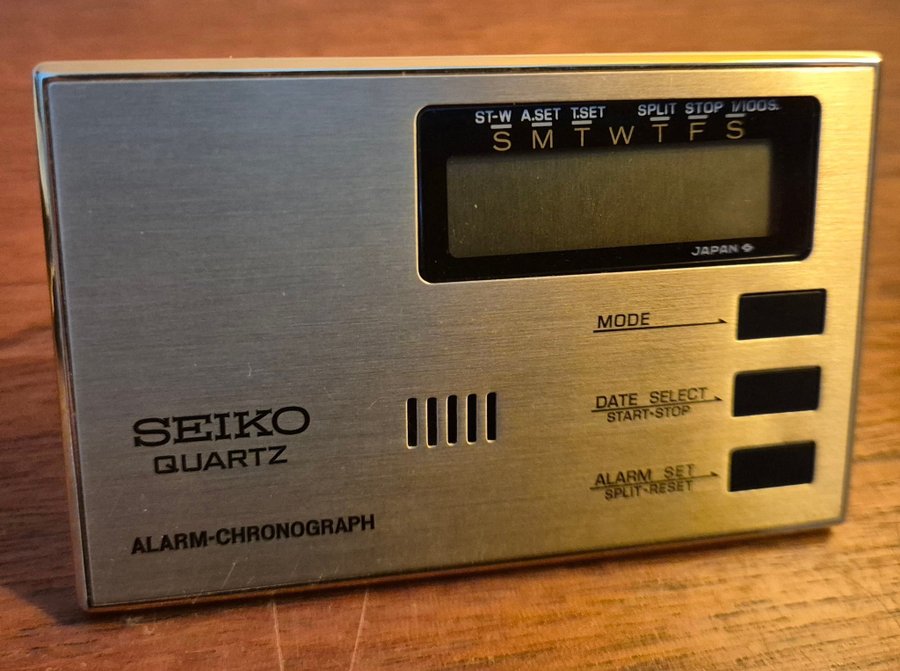 ST-W A.SET T.SET SPLIT STOP 1/100S.
S M T W T F S
JAPAN
MODE
DATE SELECT
START-STOP
SEIKO
QUARTZ
ALARM SET
SPLIT-RESET
ALARM-CHRONOGRAPH